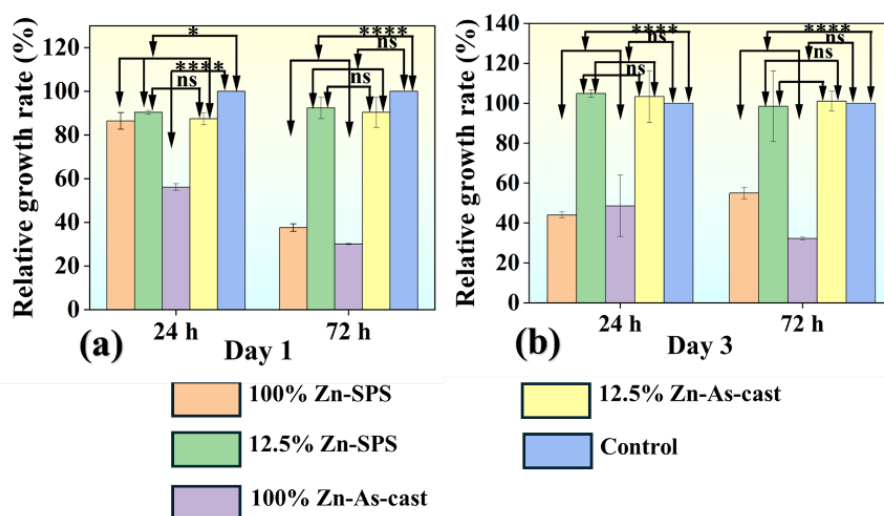 Relative growth rate (%)
120
100
80
60
40
20
0
*
****
ns
****
ns
ns
24 h
72 h
(a)
Day 1
Relative growth rate (%)
140
120
100
80
60
40
20
0
****
ns
ns
****
ns
ns
24 h
72 h
(b)
Day 3
100% Zn-SPS
12.5% Zn-SPS
100% Zn-As-cast
12.5% Zn-As-cast
Control